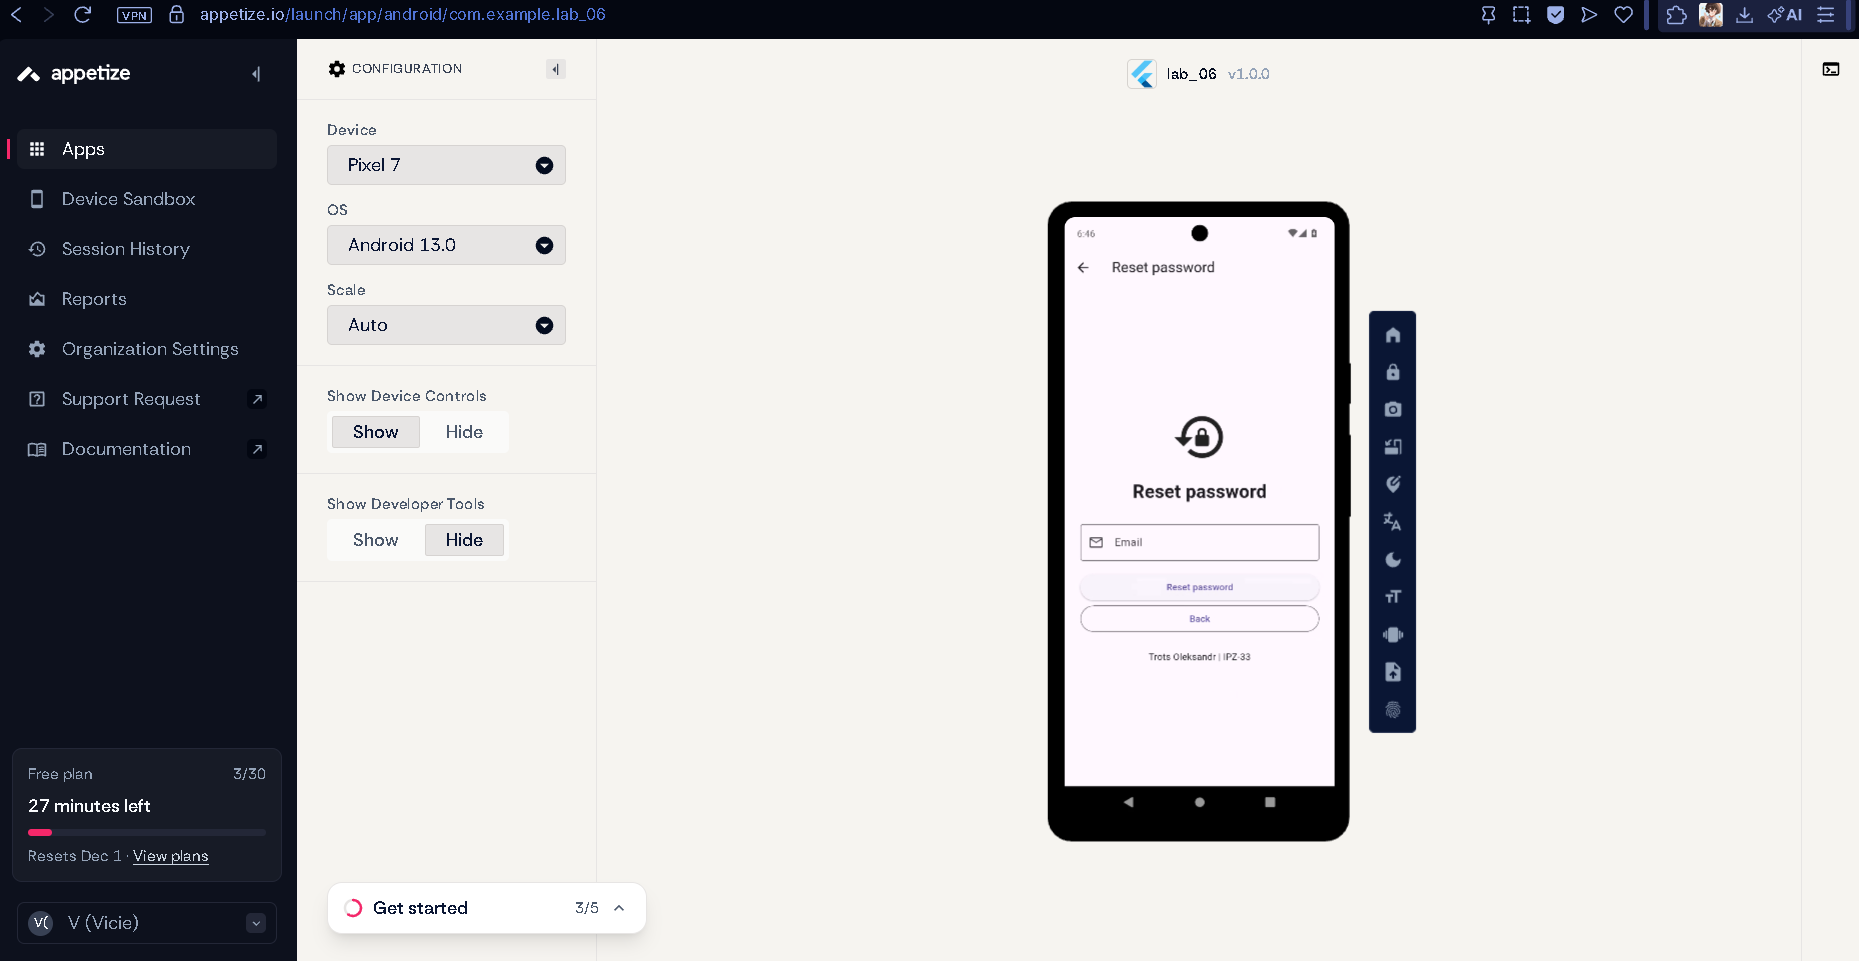 VPN
appetize.io/launch/app/android/com.example.lab_06
AI
appetize
Apps
Device Sandbox
Session History
Reports
Organization Settings
Support Request
Documentation
Free plan 3/30
27 minutes left
Resets Dec 1 · View plans
V( V (Vicie)
CONFIGURATION
Device
Pixel 7
OS
Android 13.0
Scale
Auto
Show Device Controls
Show Hide
Show Developer Tools
Show Hide
Get started 3/5
lab_06 v1.0.0
6:46
Reset password
Reset password
Email
Reset password
Back
Trots Oleksandr | IPZ-33